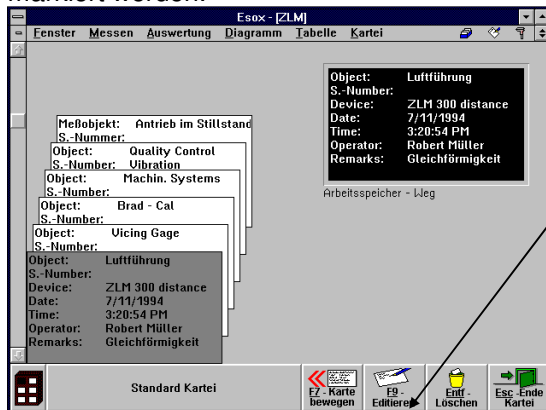 markiert werden.
Esox - [ZLM]
Fenster Messen Auswertung Diagramm Tabelle Kartei
Object: Luftführung
S.-Number:
Device: ZLM 300 distance
Date: 7/11/1994
Time: 3:20:54 PM
Operator: Robert Müller
Remarks: Gleichförmigkeit
Arbeitsspeicher - Weg
Meßobjekt: Antrieb im Stillstand
S.-Nummer:
Object: Quality Control
S.-Number: Vibration
Object: Machin. Systems
S.-Number:
Object: Brad - Cal
S.-Number:
Object: Vicing Gage
S.-Number:
Object: Luftführung
S.-Number:
Device: ZLM 300 distance
Date: 7/11/1994
Time: 3:20:54 PM
Operator: Robert Müller
Remarks: Gleichförmigkeit
Standard Kartei
F7 - Karte
bewegen
F9 -
Editieren
Entf -
Löschen
Esc -Ende
Kartei